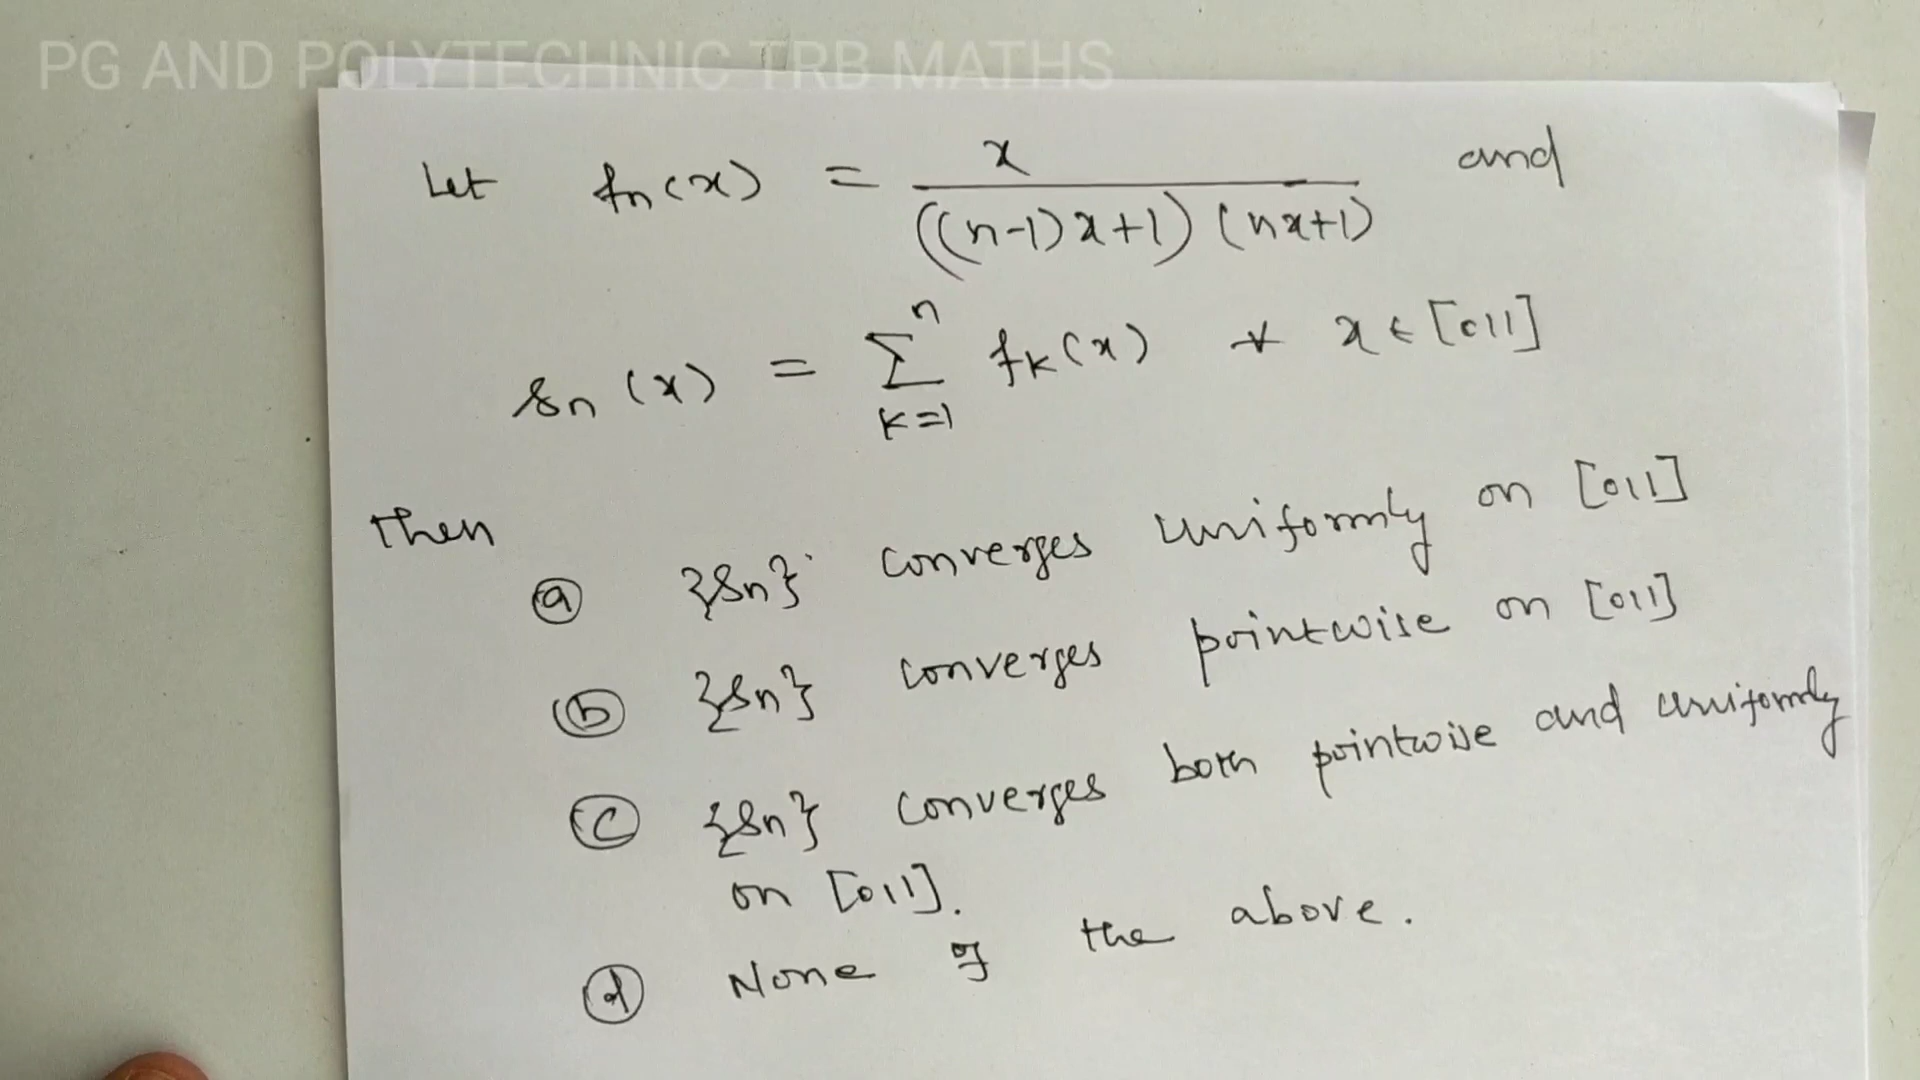 PG AND POLYTECHNIC TRB MATHS
Let fn(x) = x / ((n-1)x+1) (nx+1) and
Sn(x) = n Σ k=1 fk(x) ∀ x ∈ [0,1]
Then
(a) {Sn} converges uniformly on [0,1]
(b) {Sn} converges pointwise on [0,1]
(c) {Sn} converges both pointwise and uniformly
on [0,1].
(d) None of the above.